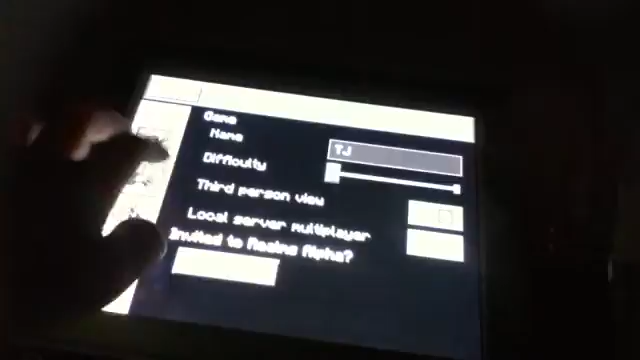 Game
Name
TJ
Difficulty
Third person view
Local server multiplayer
Invited to Realms Alpha?